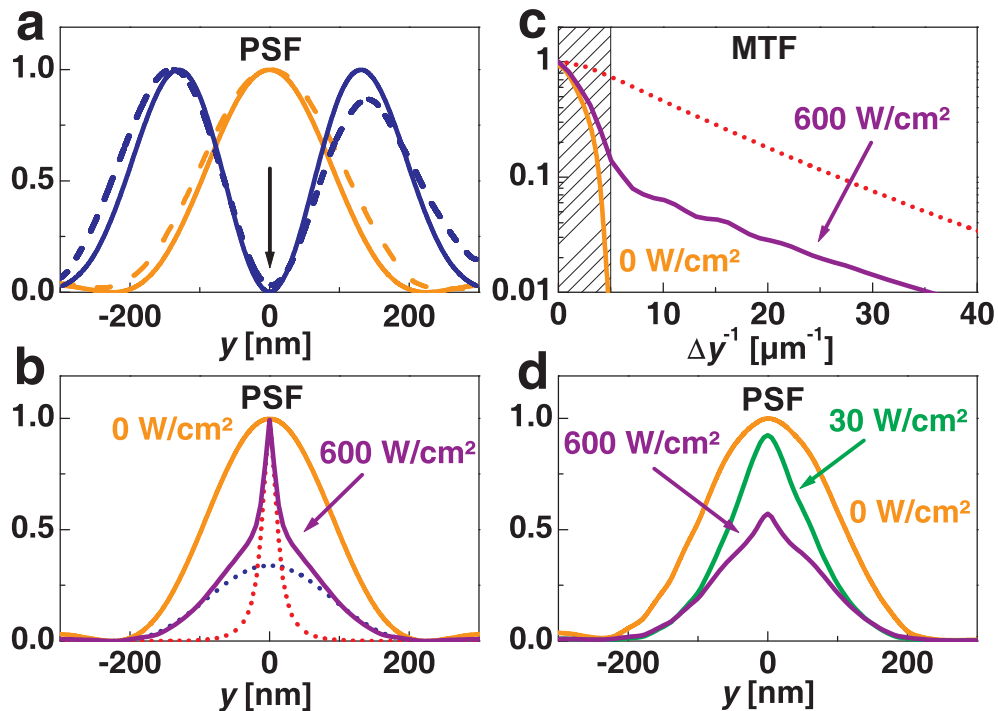 a
PSF
1.0
0.5
0.0
-200
0
200
y [nm]
c
MTF
1
0.1
0.01
600 W/cm²
0 W/cm²
0
10
20
30
40
Δy⁻¹ [µm⁻¹]
b
PSF
1.0
0.5
0.0
0 W/cm²
600 W/cm²
-200
0
200
y [nm]
d
PSF
1.0
0.5
0.0
30 W/cm²
600 W/cm²
0 W/cm²
-200
0
200
y [nm]